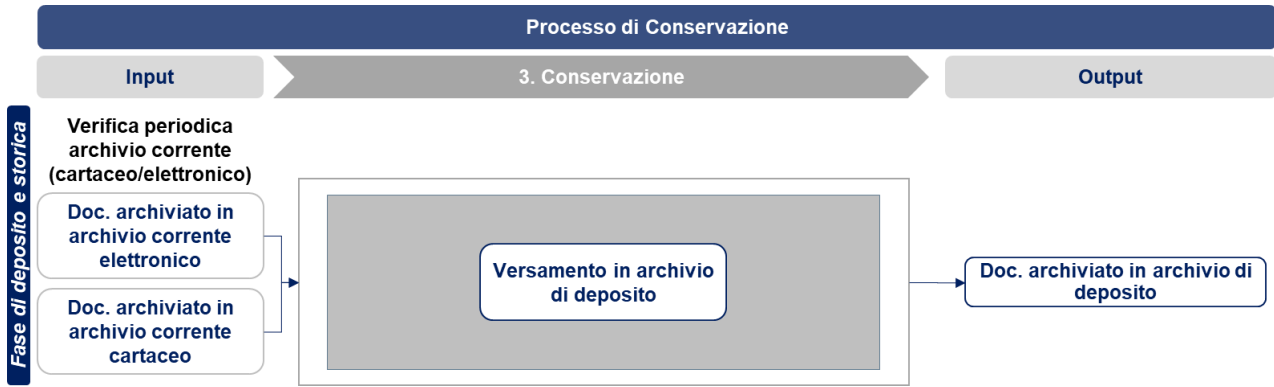 Processo di Conservazione
Input
3. Conservazione
Output
Fase di deposito e storica
Verifica periodica
archivio corrente
(cartaceo/elettronico)
Doc. archiviato in
archivio corrente
elettronico
Doc. archiviato in
archivio corrente
cartaceo
Versamento in archivio
di deposito
Doc. archiviato in archivio di
deposito